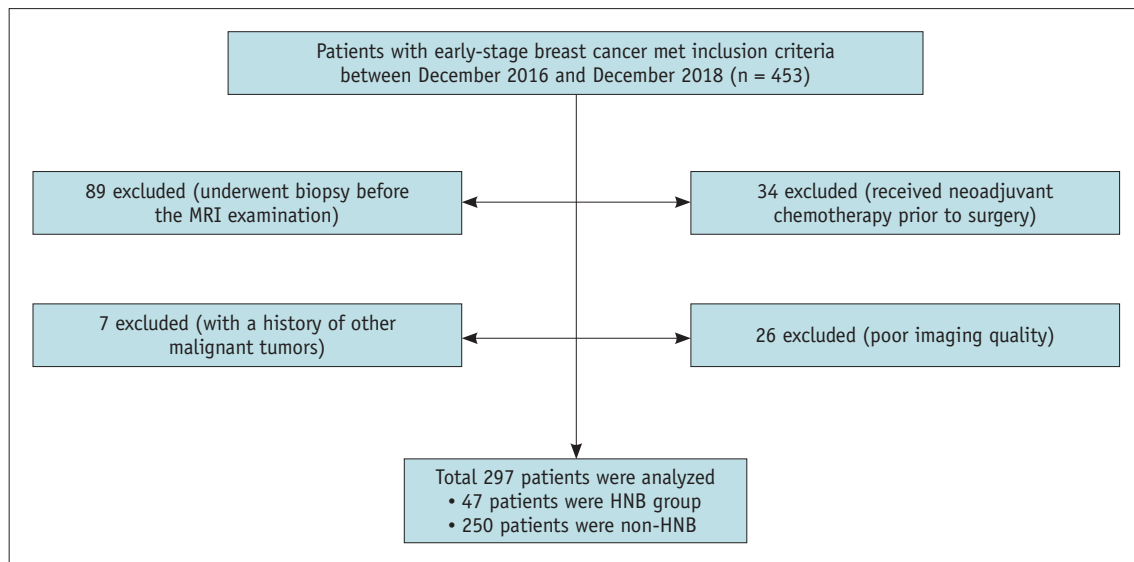 Patients with early-stage breast cancer met inclusion criteria
between December 2016 and December 2018 (n = 453)
89 excluded (underwent biopsy before
the MRI examination)
34 excluded (received neoadjuvant
chemotherapy prior to surgery)
7 excluded (with a history of other
malignant tumors)
26 excluded (poor imaging quality)
Total 297 patients were analyzed
• 47 patients were HNB group
• 250 patients were non-HNB